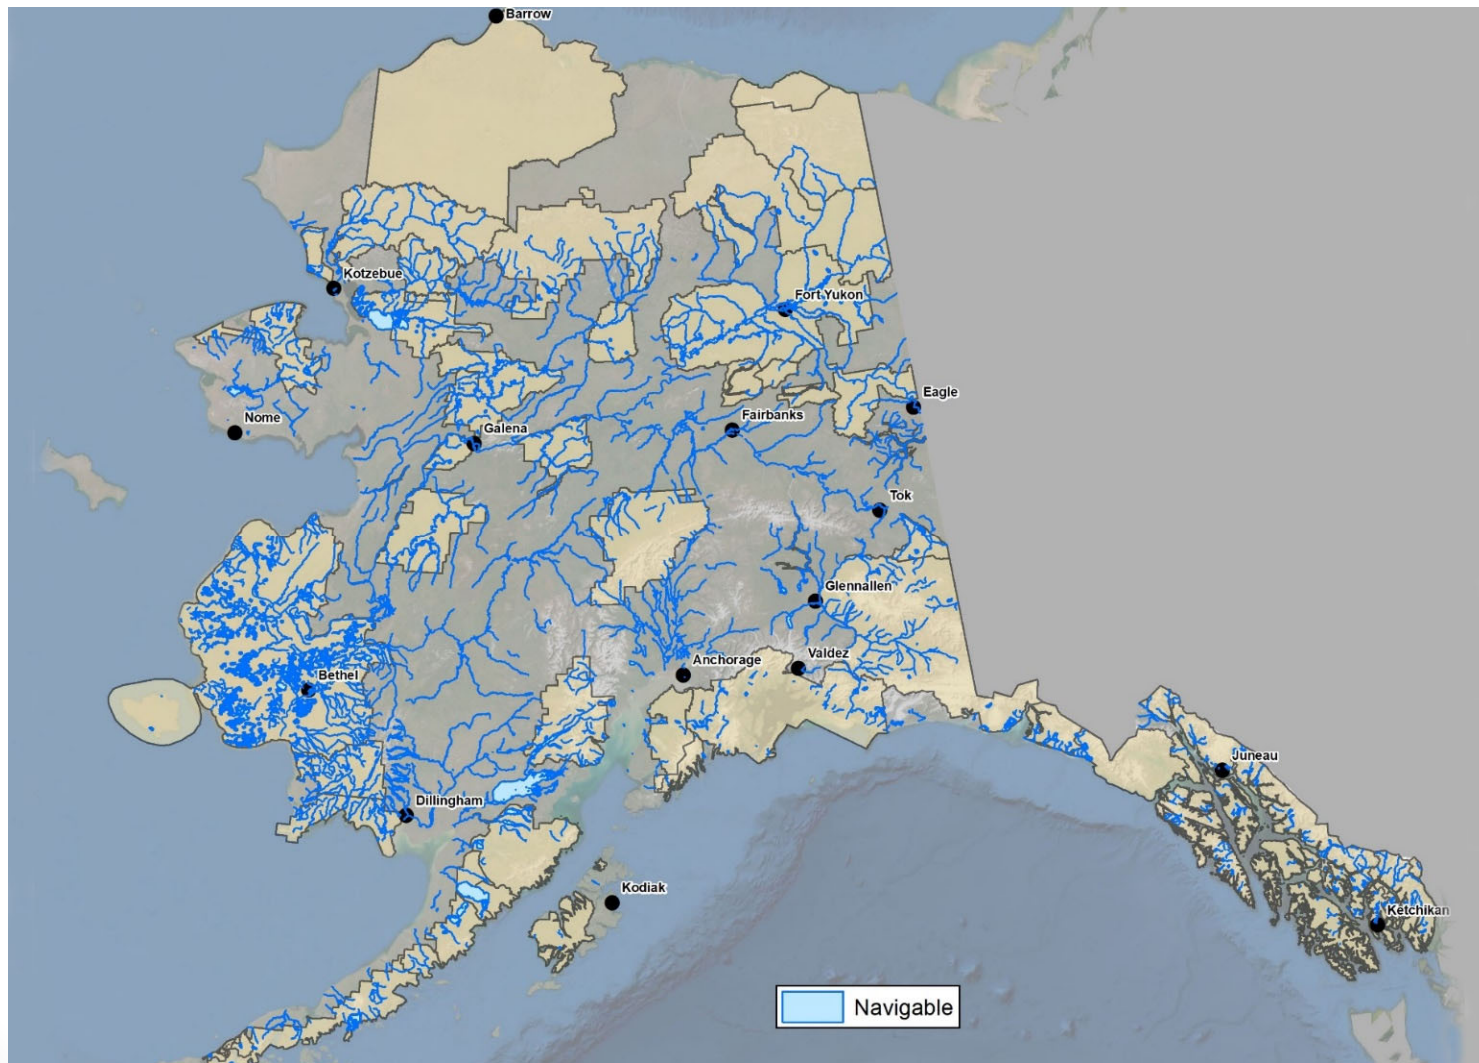 Barrow
Kotzebue
Fort Yukon
Eagle
Nome
Galena
Fairbanks
Tok
Glennallen
Anchorage
Valdez
Bethel
Juneau
Dillingham
Kodiak
Ketchikan
Navigable